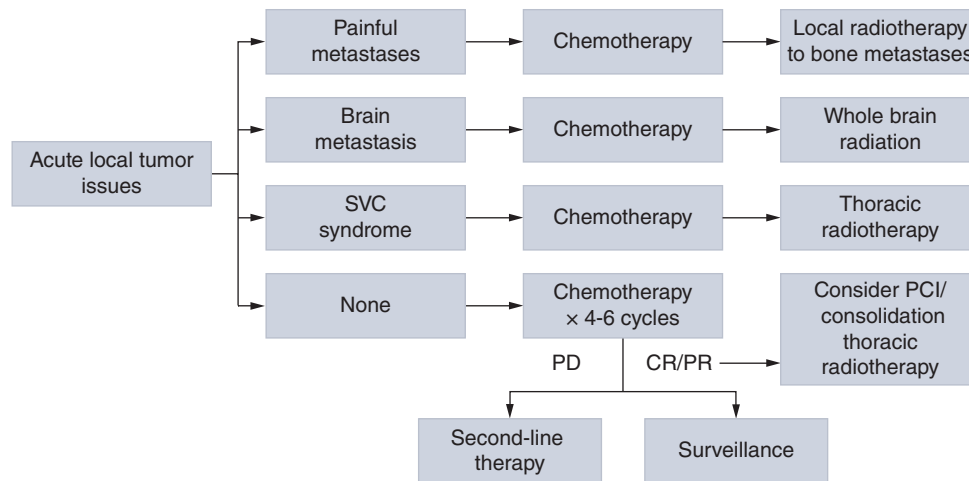 Painful
metastases
Chemotherapy
Local radiotherapy
to bone metastases
Brain
metastasis
Chemotherapy
Whole brain
radiation
Acute local tumor
issues
SVC
syndrome
Chemotherapy
Thoracic
radiotherapy
None
Chemotherapy
× 4-6 cycles
Consider PCI/
consolidation
thoracic
radiotherapy
PD
CR/PR
Second-line
therapy
Surveillance